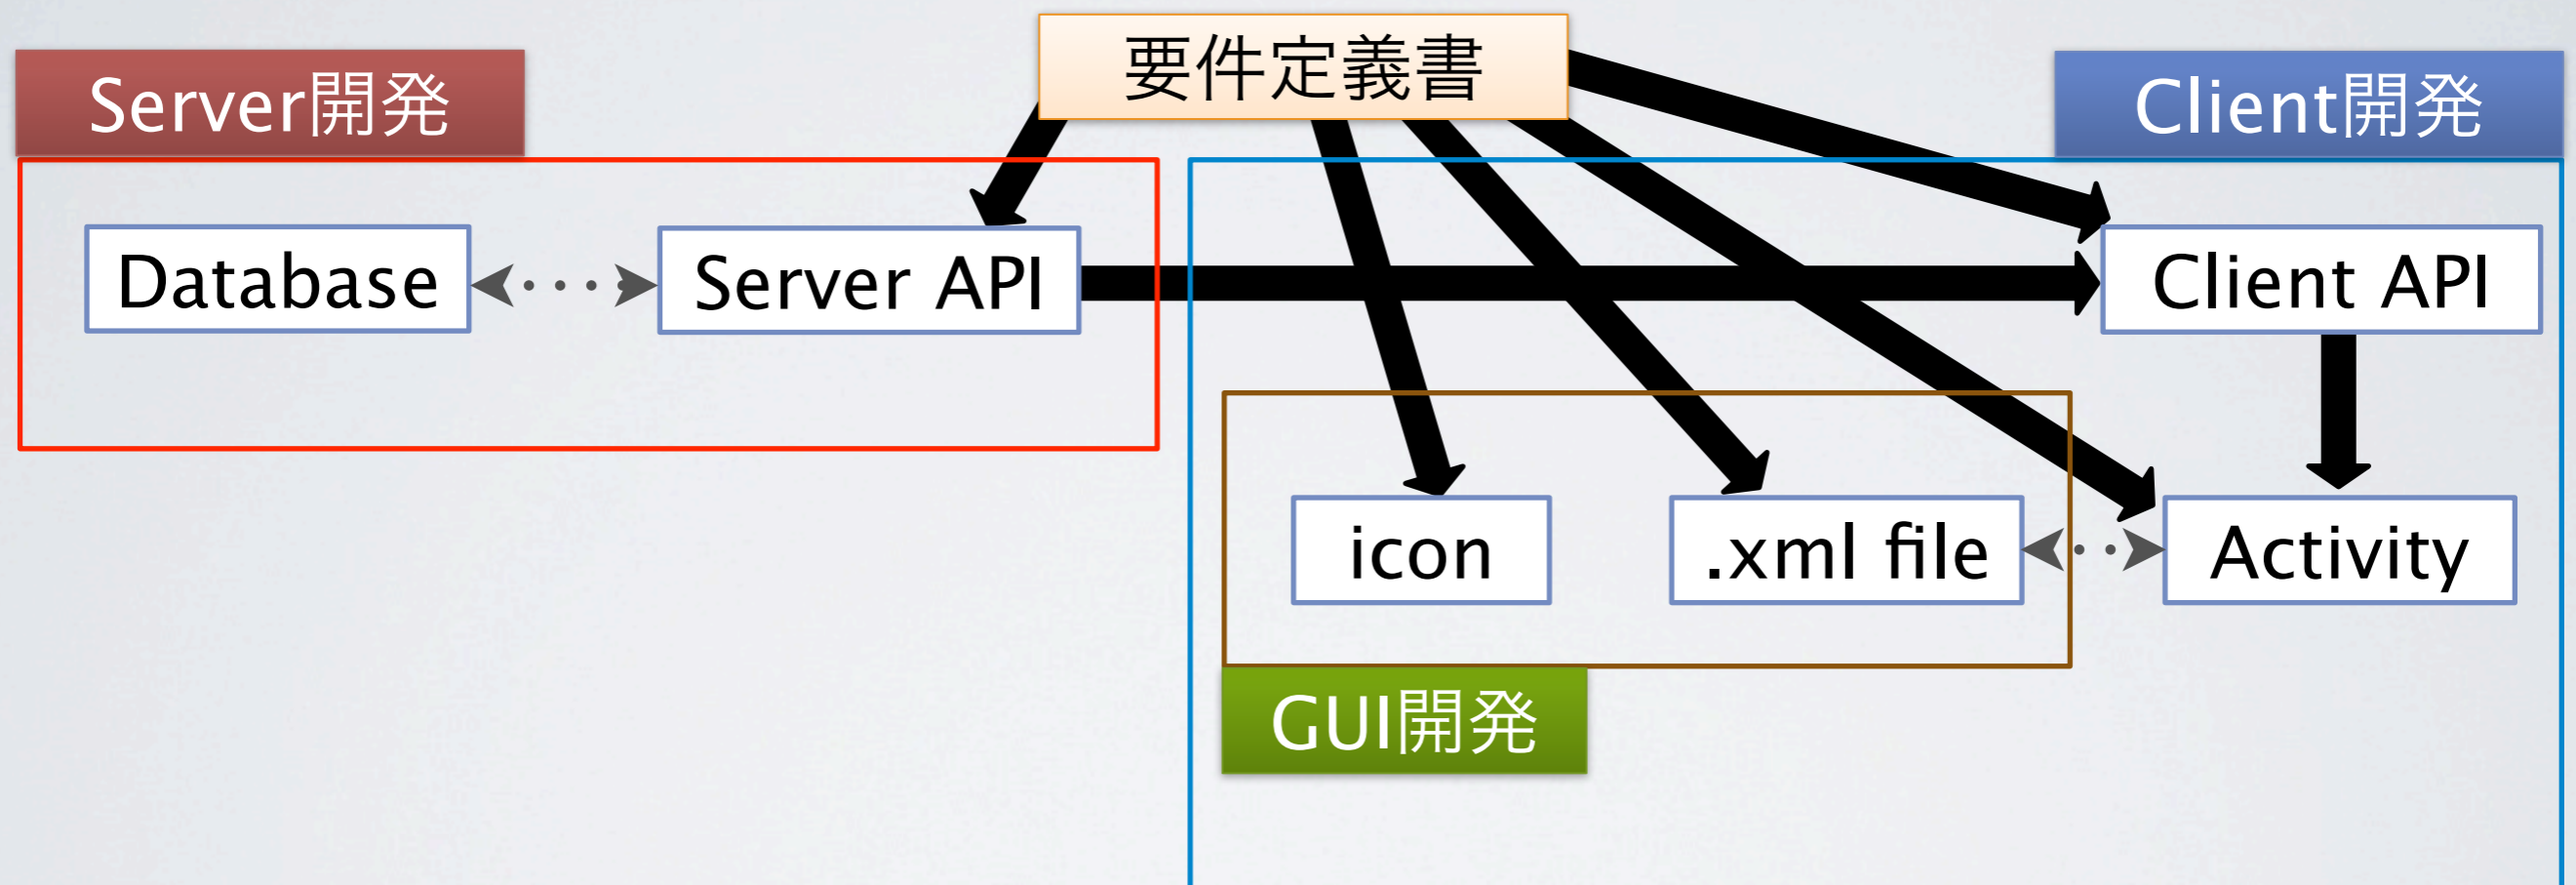 要件定義書
Server開発
Client開発
Database
Server API
Client API
icon
.xml file
Activity
GUI開発